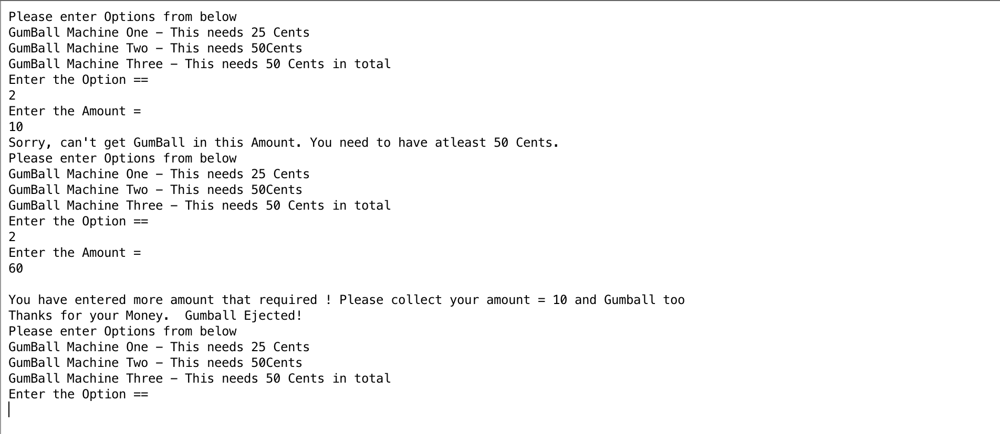 Please enter Options from below
GumBall Machine One – This needs 25 Cents
GumBall Machine Two – This needs 50Cents
GumBall Machine Three – This needs 50 Cents in total
Enter the Option ==
2
Enter the Amount =
10
Sorry, can't get GumBall in this Amount. You need to have atleast 50 Cents.
Please enter Options from below
GumBall Machine One – This needs 25 Cents
GumBall Machine Two – This needs 50Cents
GumBall Machine Three – This needs 50 Cents in total
Enter the Option ==
2
Enter the Amount =
60
You have entered more amount that required ! Please collect your amount = 10 and Gumball too
Thanks for your Money.  Gumball Ejected!
Please enter Options from below
GumBall Machine One – This needs 25 Cents
GumBall Machine Two – This needs 50Cents
GumBall Machine Three – This needs 50 Cents in total
Enter the Option ==